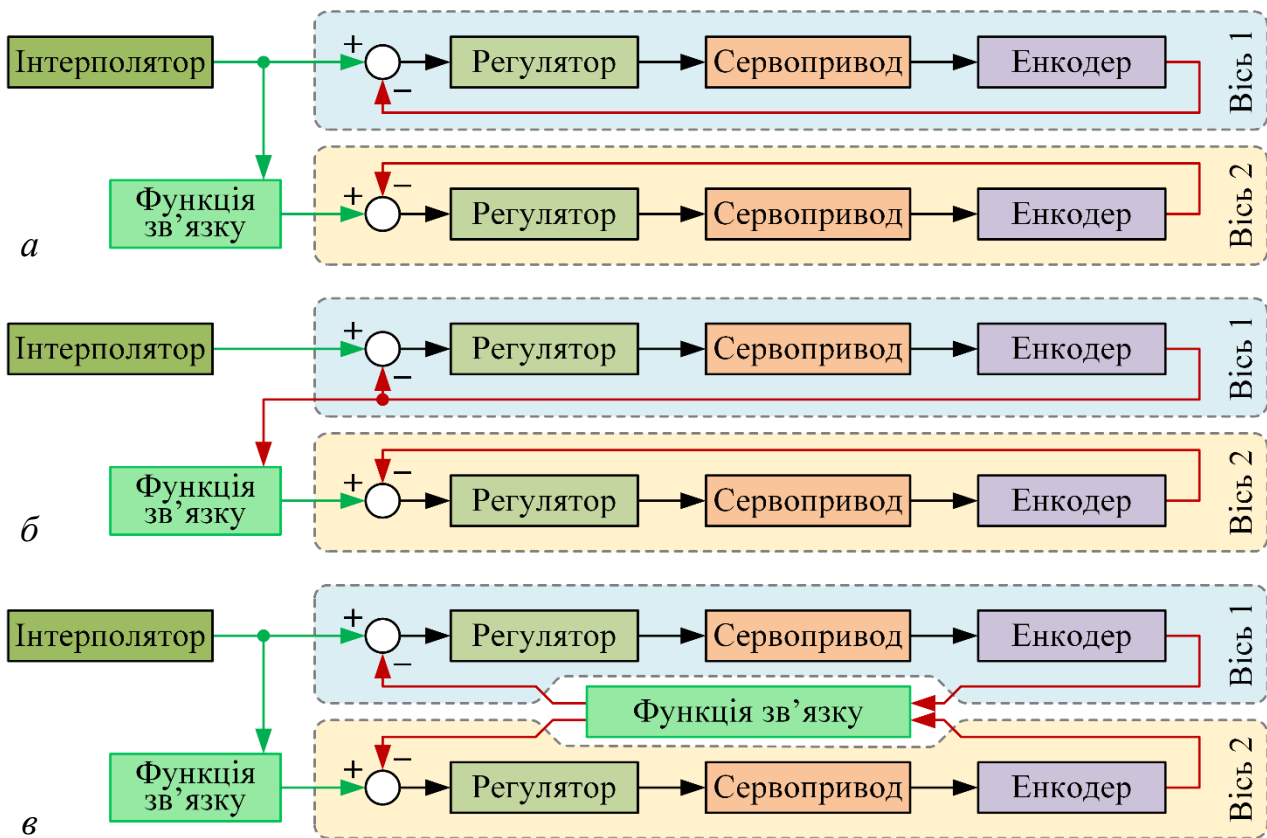 Інтерполятор
+
−
Регулятор
Сервопривод
Енкодер
Вісь 1
Функція
зв’язку
+
−
Регулятор
Сервопривод
Енкодер
Вісь 2
а
Інтерполятор
+
−
Регулятор
Сервопривод
Енкодер
Вісь 1
Функція
зв’язку
+
−
Регулятор
Сервопривод
Енкодер
Вісь 2
б
Інтерполятор
+
−
Регулятор
Сервопривод
Енкодер
Вісь 1
Функція зв’язку
Функція
зв’язку
+
−
Регулятор
Сервопривод
Енкодер
Вісь 2
в